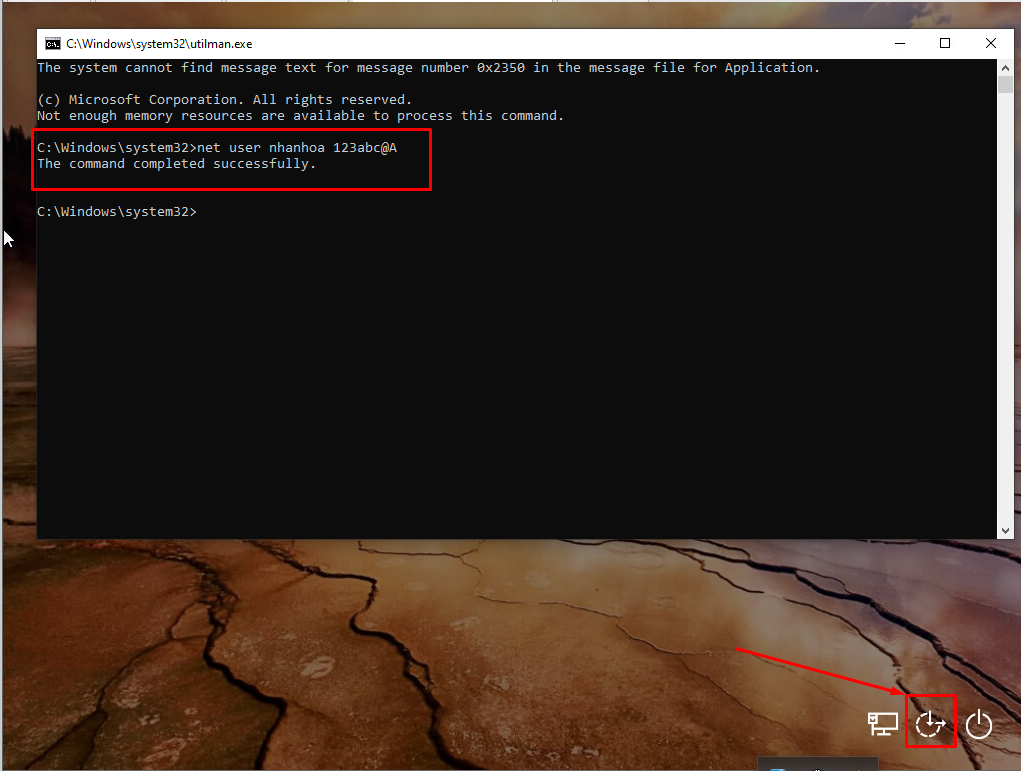 C:\Windows\system32\utilman.exe
The system cannot find message text for message number 0x2350 in the message file for Application.
(c) Microsoft Corporation. All rights reserved.
Not enough memory resources are available to process this command.
C:\Windows\system32>net user nhanhoa 123abc@A
The command completed successfully.
C:\Windows\system32>